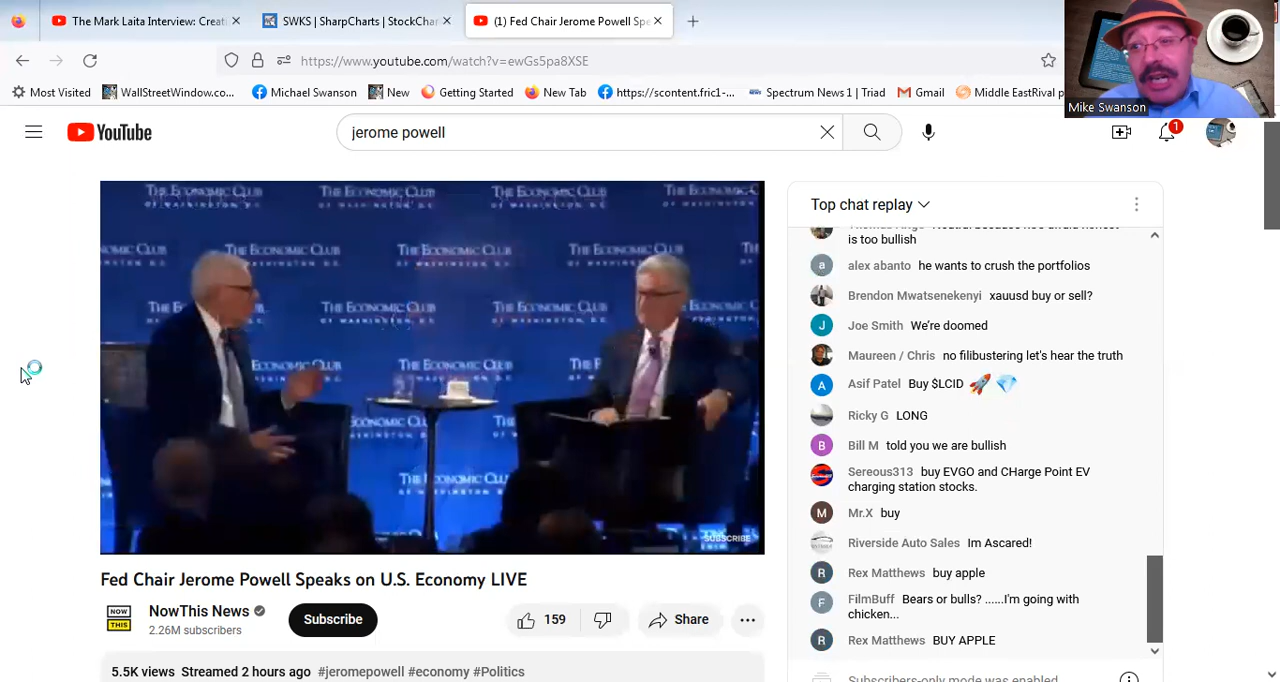 The Mark Laita Interview: Creati
SWKS | SharpCharts | StockChar
(1) Fed Chair Jerome Powell Spe
https://www.youtube.com/watch?v=ewGs5pa8XSE
Most Visited
WallStreetWindow.co...
Michael Swanson
New
Getting Started
New Tab
https://scontent.fric1-...
Spectrum News 1 | Triad
Gmail
Middle EastRival p
Mike Swanson
YouTube
jerome powell
1
THE ECONOMIC CLUB
OF WASHINGTON, D.C.
SUBSCRIBE
Fed Chair Jerome Powell Speaks on U.S. Economy LIVE
NOW
THIS
NowThis News
2.26M subscribers
Subscribe
159
Share
5.5K views Streamed 2 hours ago #jeromepowell #economy #Politics
Top chat replay
is too bullish
a
alex abanto he wants to crush the portfolios
Brendon Mwatsenekenyi xauusd buy or sell?
J
Joe Smith We're doomed
Maureen / Chris no filibustering let's hear the truth
A
Asif Patel Buy $LCID 🚀 💎
Ricky G LONG
B
Bill M told you we are bullish
Sereous313 buy EVGO and CHarge Point EV
charging station stocks.
M
Mr.X buy
Riverside Auto Sales Im Ascared!
R
Rex Matthews buy apple
F
FilmBuff Bears or bulls? ......I'm going with
chicken...
R
Rex Matthews BUY APPLE
Subscribers-only mode was enabled